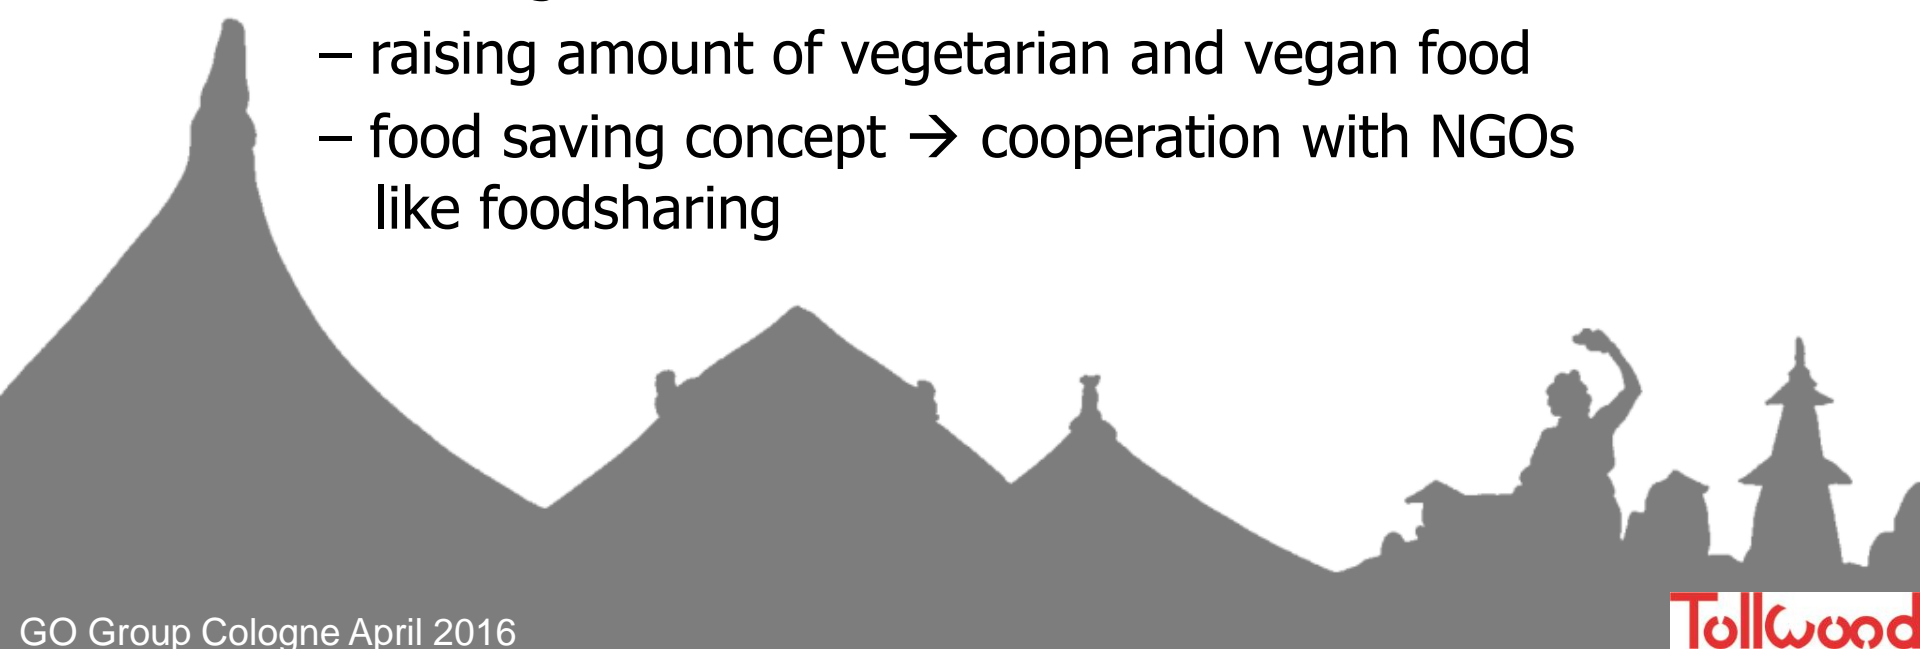 – raising amount of vegetarian and vegan food
– food saving concept → cooperation with NGOs
like foodsharing
GO Group Cologne April 2016
Tollwood